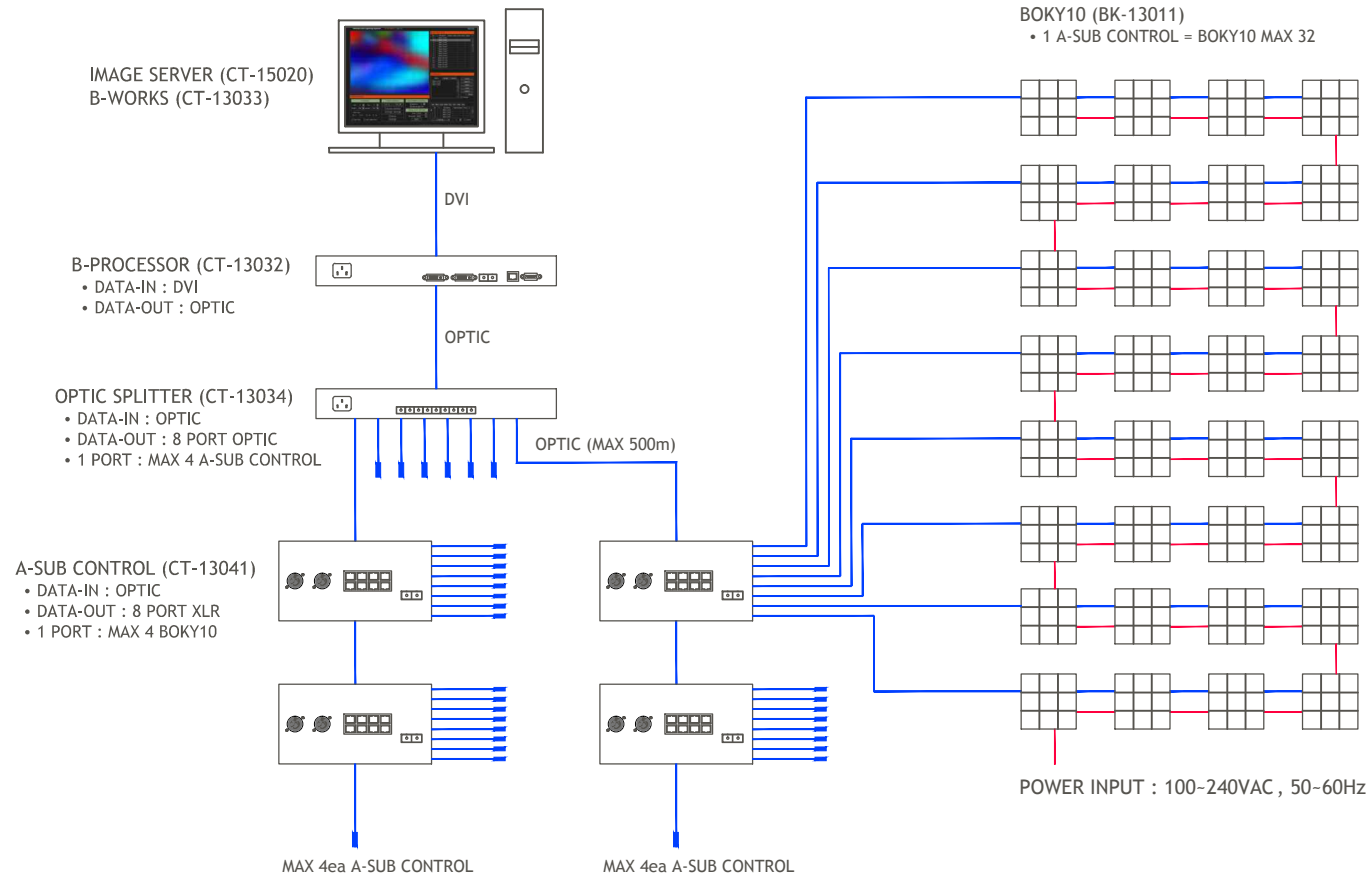 IMAGE SERVER (CT-15020)
B-WORKS (CT-13033)
DVI
B-PROCESSOR (CT-13032)
• DATA-IN : DVI
• DATA-OUT : OPTIC
OPTIC
OPTIC SPLITTER (CT-13034)
• DATA-IN : OPTIC
• DATA-OUT : 8 PORT OPTIC
• 1 PORT : MAX 4 A-SUB CONTROL
OPTIC (MAX 500m)
A-SUB CONTROL (CT-13041)
• DATA-IN : OPTIC
• DATA-OUT : 8 PORT XLR
• 1 PORT : MAX 4 BOKY10
MAX 4ea A-SUB CONTROL
MAX 4ea A-SUB CONTROL
BOKY10 (BK-13011)
• 1 A-SUB CONTROL = BOKY10 MAX 32
POWER INPUT : 100~240VAC , 50~60Hz